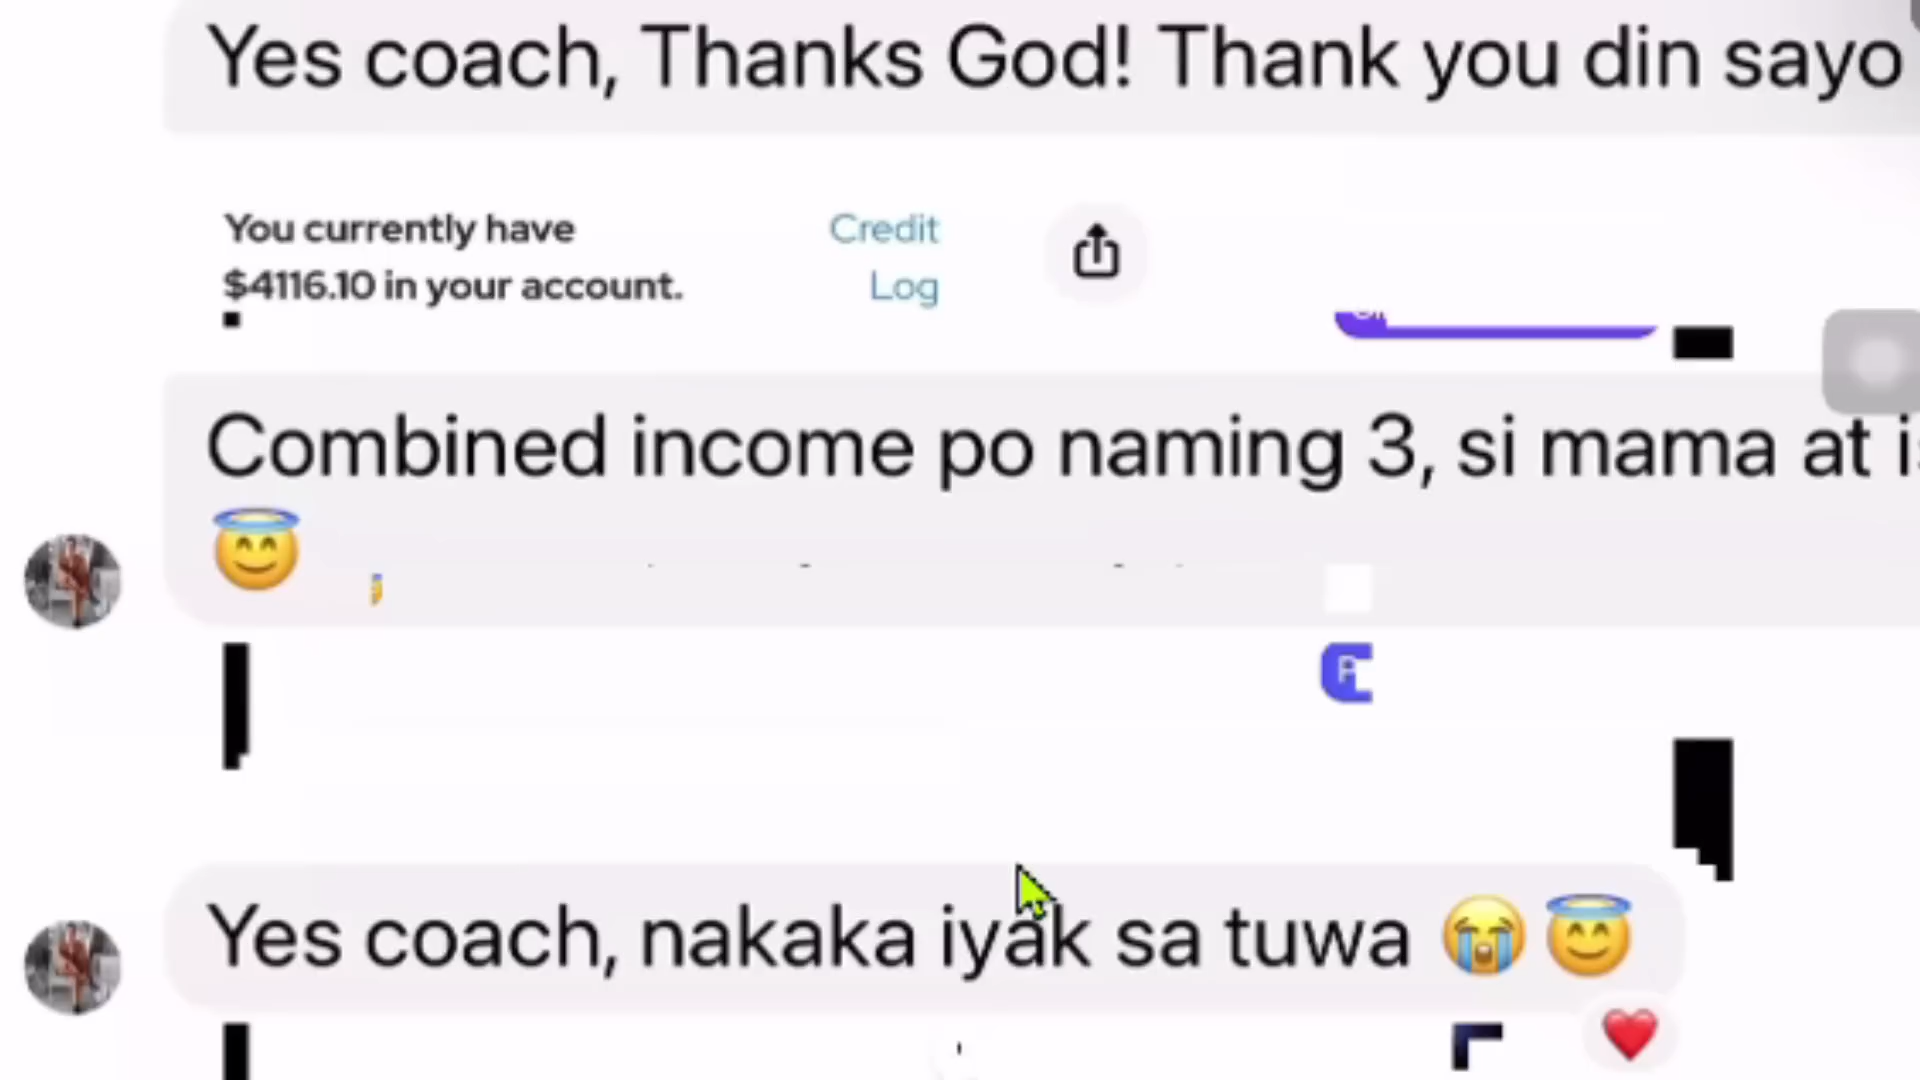 Yes coach, Thanks God! Thank you din sayo
You currently have
$4116.10 in your account.
Credit
Log
Combined income po naming 3, si mama at
Yes coach, nakaka iyak sa tuwa 😭 😇